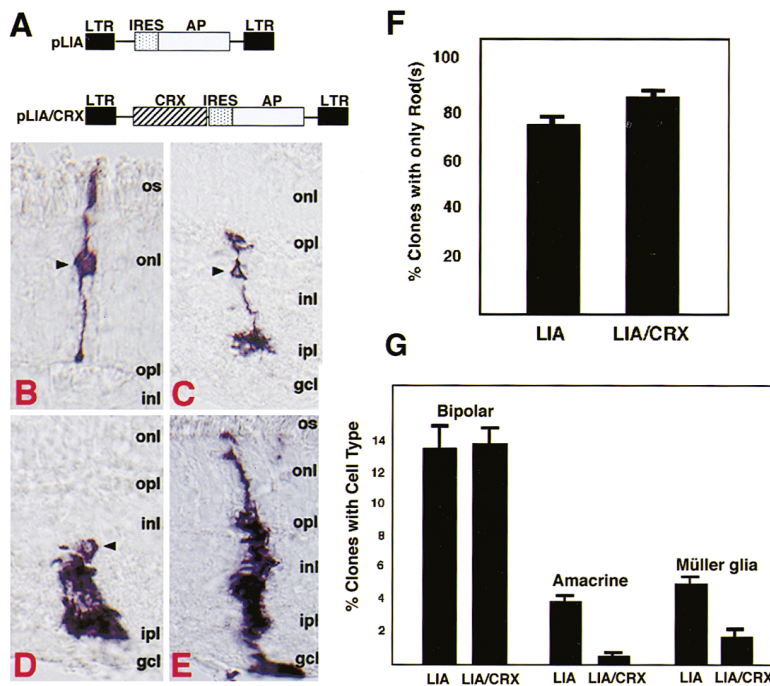 A
LTR IRES AP LTR
pLIA
LTR CRX IRES AP LTR
pLIA/CRX
os
onl
opl
inl
B
onl
opl
inl
ipl
gcl
C
onl
opl
inl
ipl
gcl
D
os
onl
opl
inl
ipl
gcl
E
F
% Clones with only Rod(s)
100
80
60
40
20
LIA LIA/CRX
G
% Clones with Cell Type
14
12
10
8
6
4
2
Bipolar
Amacrine
Müller glia
LIA LIA/CRX LIA LIA/CRX LIA LIA/CRX